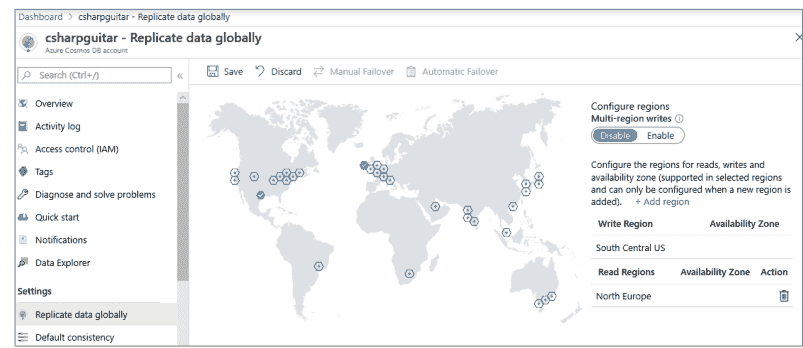 Dashboard > csharpguitar - Replicate data globally
csharpguitar - Replicate data globally
Azure Cosmos DB account
Search (Ctrl+/)
Save Discard Manual Failover Automatic Failover
Overview
Activity log
Access control (IAM)
Tags
Diagnose and solve problems
Quick start
Notifications
Data Explorer
Settings
Replicate data globally
Default consistency
Configure regions
Multi-region writes
Disable Enable
Configure the regions for reads, writes and
availability zone (supported in selected regions
and can only be configured when a new region is
added). + Add region
Write Region Availability Zone
South Central US
Read Regions Availability Zone Action
North Europe